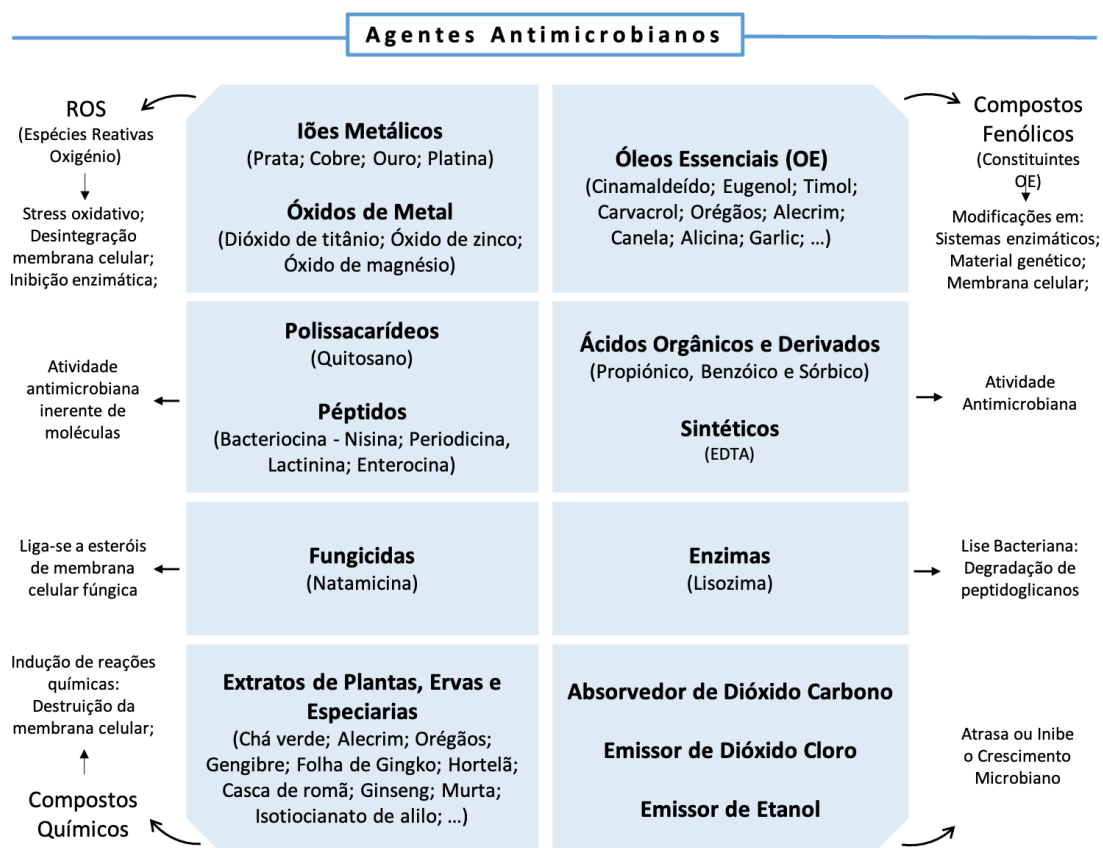 Agentes Antimicrobianos
ROS
(Espécies Reativas
Oxigénio)
Stress oxidativo;
Desintegração
membrana celular;
Inibição enzimática;
Iões Metálicos
(Prata; Cobre; Ouro; Platina)
Óxidos de Metal
(Dióxido de titânio; Óxido de zinco;
Óxido de magnésio)
Óleos Essenciais (OE)
(Cinamaldeído; Eugenol; Timol;
Carvacrol; Orégãos; Alecrim;
Canela; Alicina; Garlic; ...)
Compostos
Fenólicos
(Constituintes
OE)
Modificações em:
Sistemas enzimáticos;
Material genético;
Membrana celular;
Atividade
antimicrobiana
inerente de
moléculas
Polissacarídeos
(Quitosano)
Péptidos
(Bacteriocina - Nisina; Periodicina,
Lactinina; Enterocina)
Ácidos Orgânicos e Derivados
(Propiónico, Benzóico e Sórbico)
Sintéticos
(EDTA)
Atividade
Antimicrobiana
Liga-se a esteróis
de membrana
celular fúngica
Fungicidas
(Natamicina)
Enzimas
(Lisozima)
Lise Bacteriana:
Degradação de
peptidoglicanos
Indução de reações
químicas:
Destruição da
membrana celular;
Compostos
Químicos
Extratos de Plantas, Ervas e
Especiarias
(Chá verde; Alecrim; Orégãos;
Gengibre; Folha de Gingko; Hortelã;
Casca de romã; Ginseng; Murta;
Isotiocianato de alilo; ...)
Absorvedor de Dióxido Carbono
Emissor de Dióxido Cloro
Emissor de Etanol
Atrasa ou Inibe
o Crescimento
Microbiano